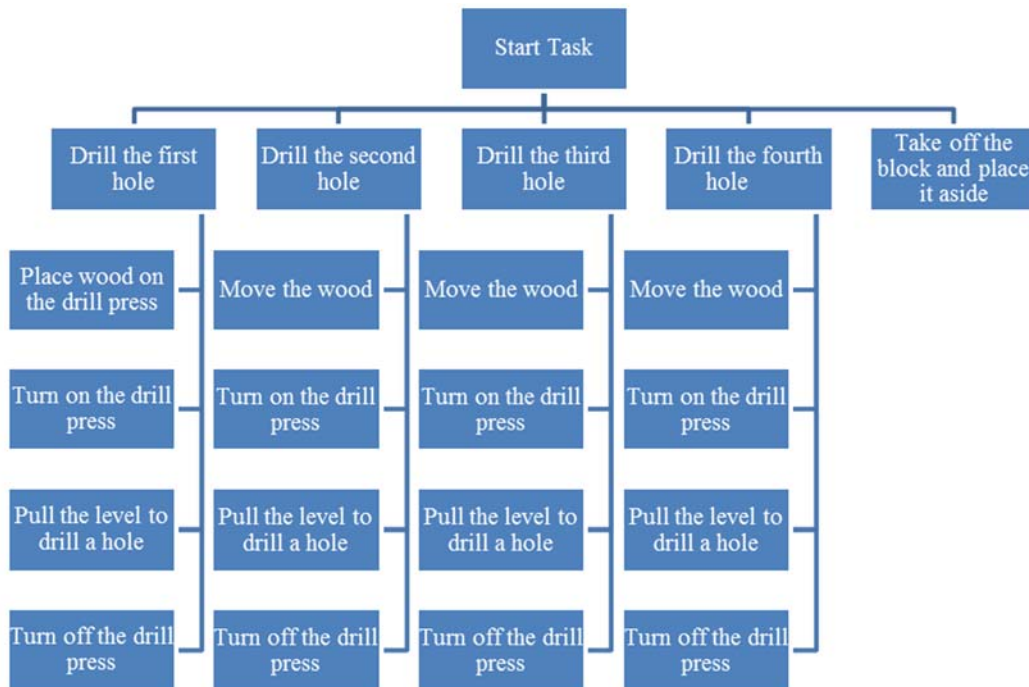 Start Task
Drill the first
hole
Drill the second
hole
Drill the third
hole
Drill the fourth
hole
Take off the
block and place
it aside
Place wood on
the drill press
Move the wood
Move the wood
Move the wood
Turn on the drill
press
Turn on the drill
press
Turn on the drill
press
Turn on the drill
press
Pull the level to
drill a hole
Pull the level to
drill a hole
Pull the level to
drill a hole
Pull the level to
drill a hole
Turn off the drill
press
Turn off the drill
press
Turn off the drill
press
Turn off the drill
press